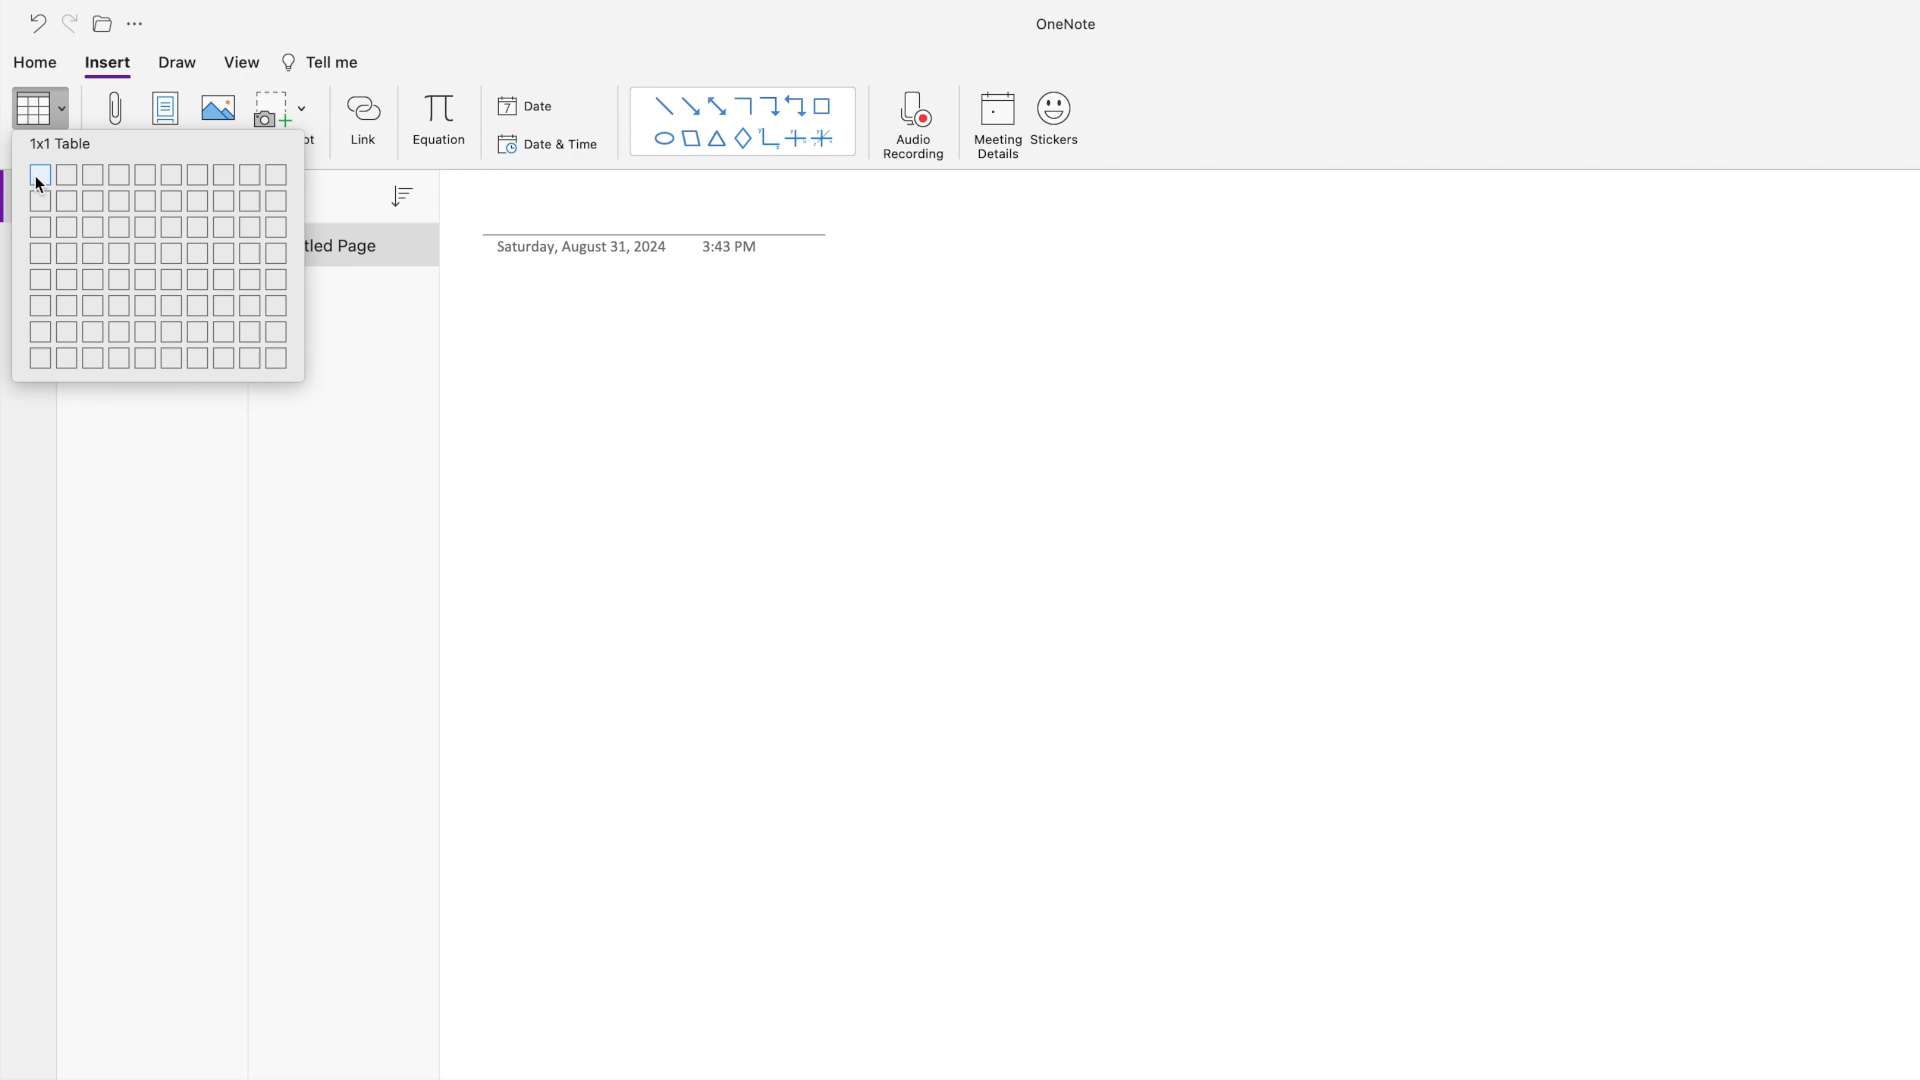 OneNote
Home Insert Draw View Tell me
Date
Link Equation Date & Time
Audio Recording
Meeting Details
Stickers
1x1 Table
tled Page
Saturday, August 31, 2024 3:43 PM